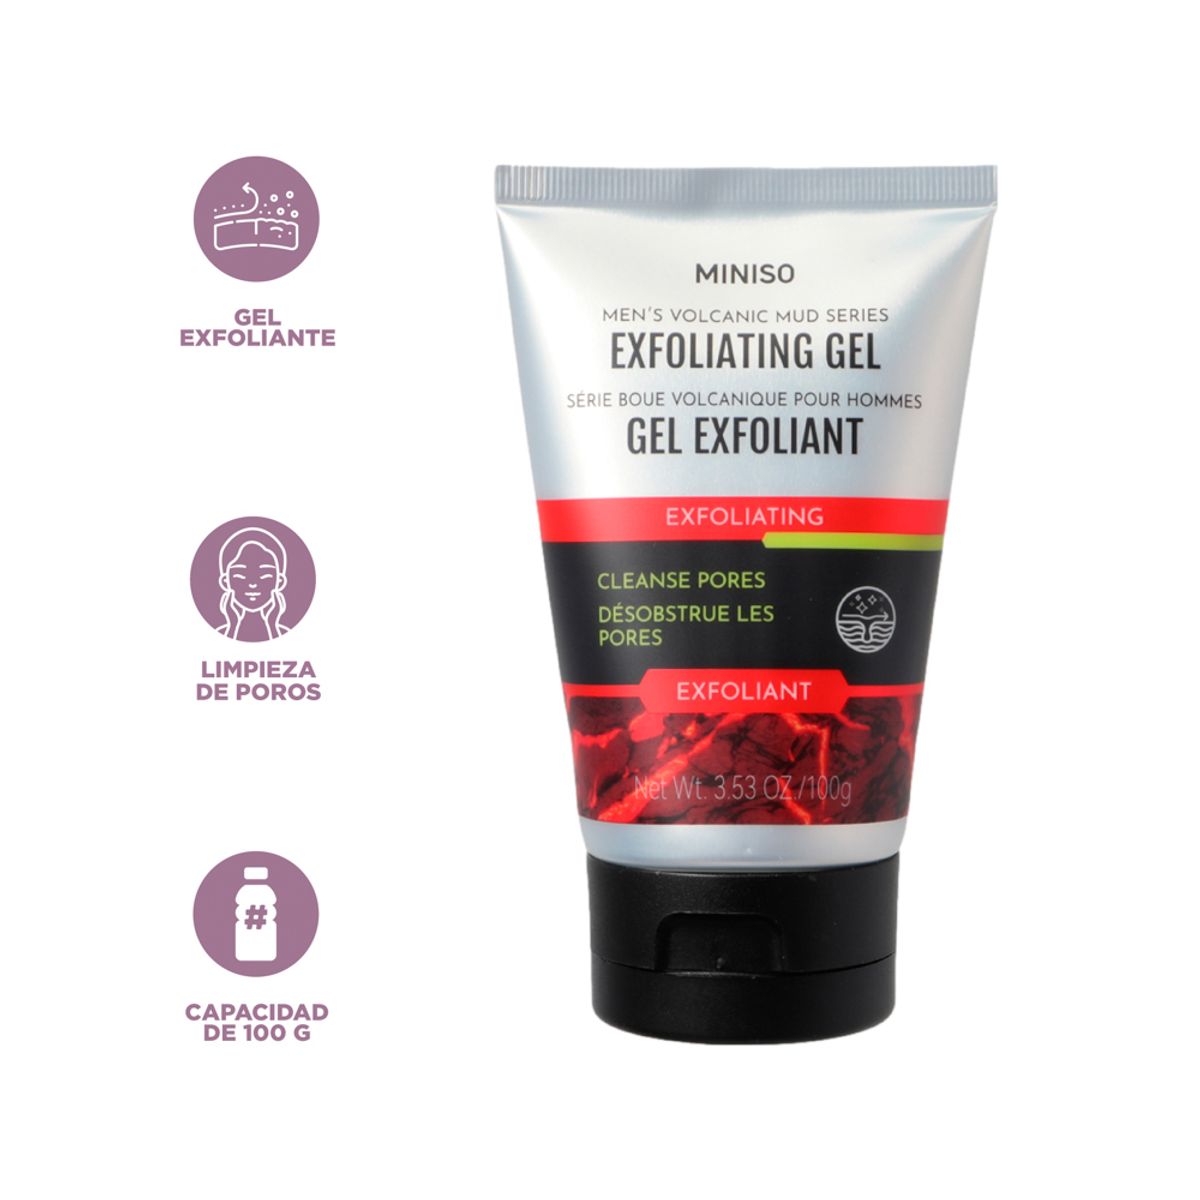 GEL
EXFOLIANTE
LIMPIEZA
DE POROS
#
CAPACIDAD
DE 100 G
MINISO
MEN'S VOLCANIC MUD SERIES
EXFOLIATING GEL
SÉRIE BOUE VOLCANIQUE POUR HOMMES
GEL EXFOLIANT
EXFOLIATING
CLEANSE PORES
DÉSOBSTRUE LES
PORES
EXFOLIANT
Net Wt. 3.53 OZ./100g